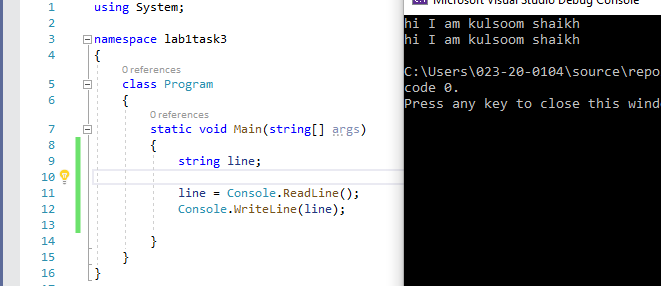 1 using System;
2
3 namespace lab1task3
4 {
0 references
5 class Program
6 {
0 references
7 static void Main(string[] args)
8 {
9 string line;
10
11 line = Console.ReadLine();
12 Console.WriteLine(line);
13
14 }
15 }
16 }
Microsoft Visual Studio Debug Console
hi I am kulsoom shaikh
hi I am kulsoom shaikh
C:\Users\023-20-0104\source\repo
code 0.
Press any key to close this wind